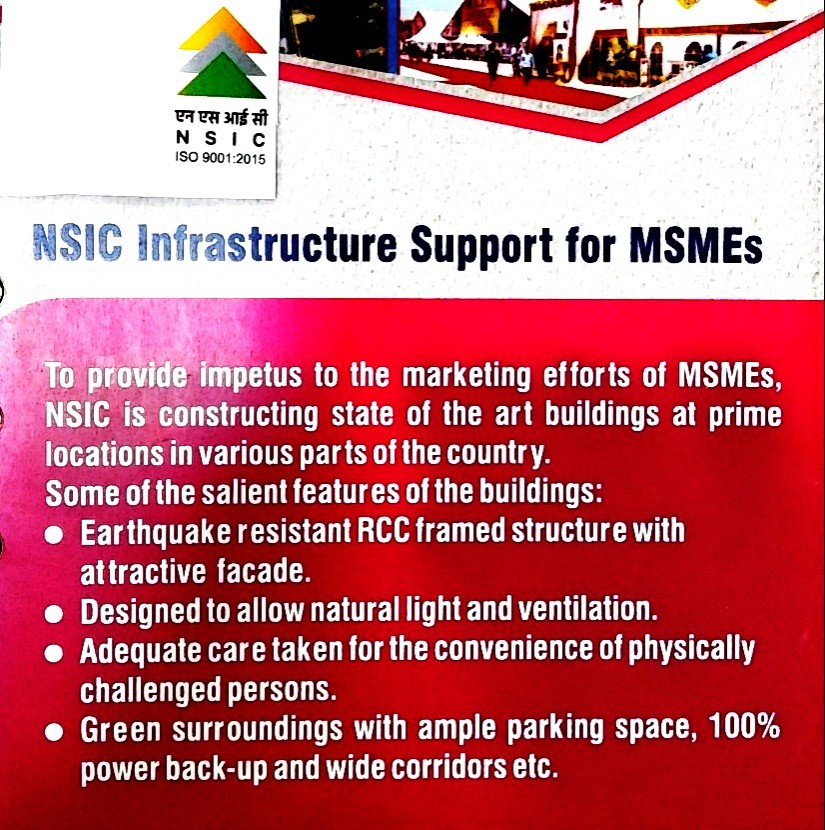 एन एस आई सी
N S I C
ISO 9001:2015
NSIC Infrastructure Support for MSMEs
To provide impetus to the marketing efforts of MSMEs,
NSIC is constructing state of the art buildings at prime
locations in various parts of the country.
Some of the salient features of the buildings:
● Earthquake resistant RCC framed structure with
attractive facade.
● Designed to allow natural light and ventilation.
● Adequate care taken for the convenience of physically
challenged persons.
● Green surroundings with ample parking space, 100%
power back-up and wide corridors etc.